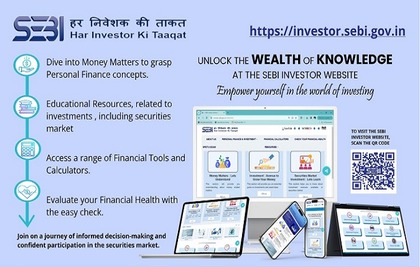 SEBI हर निवेशक की ताकत
Har Investor Ki Taaqat
https://investor.sebi.gov.in
Dive into Money Matters to grasp
Personal Finance concepts.
Educational Resources, related to
investments , including securities
market
Access a range of Financial Tools and
Calculators.
Evaluate your Financial Health with
the easy check.
Join on a journey of informed decision-making and
confident participation in the securities market.
UNLOCK THE WEALTH OF KNOWLEDGE
AT THE SEBI INVESTOR WEBSITE
Empower yourself in the world of investing
TO VISIT THE SEBI
INVESTOR WEBSITE,
SCAN THE QR CODE